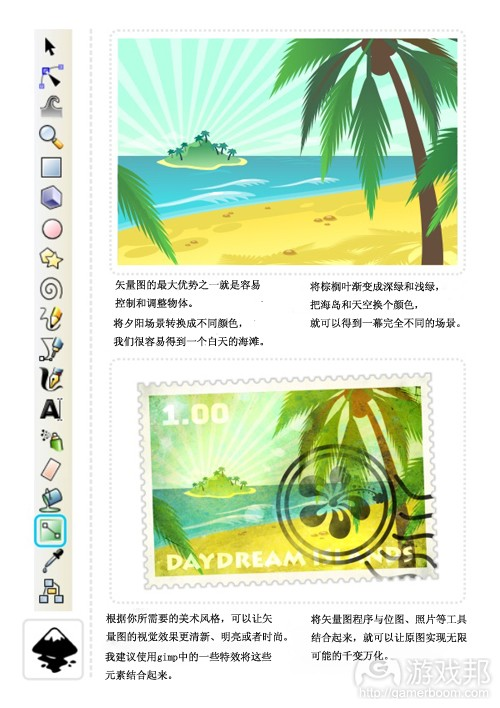 矢量图的最大优势之一就是容易
控制和调整物体。
将夕阳场景转换成不同颜色，
我们很容易得到一个白天的海滩。
将棕榈叶渐变成深绿和浅绿，
把海岛和天空换个颜色，
就可以得到一幕完全不同的场景。
1.00
DAYDREAM ISLANDS
根据你所需要的美术风格，可以让矢
量图的视觉效果更清新、明亮或者时尚。
我建议使用gimp中的一些特效将这些
元素结合起来。
将矢量图程序与位图、照片等工具
结合起来，就可以让原图实现无限
可能的千变万化。
游戏邦
http://gamerboom.com